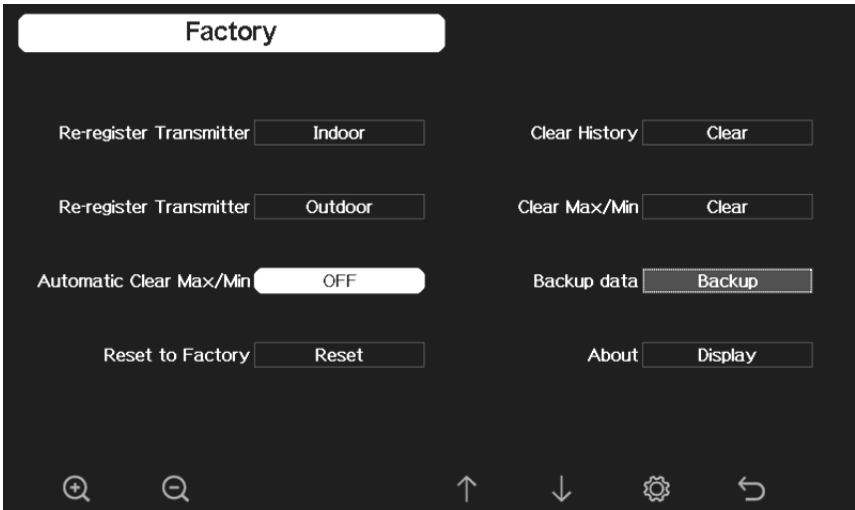 Factory
Re-register Transmitter Indoor Clear History Clear
Re-register Transmitter Outdoor Clear Max/Min Clear
Automatic Clear Max/Min OFF Backup data Backup
Reset to Factory Reset About Display